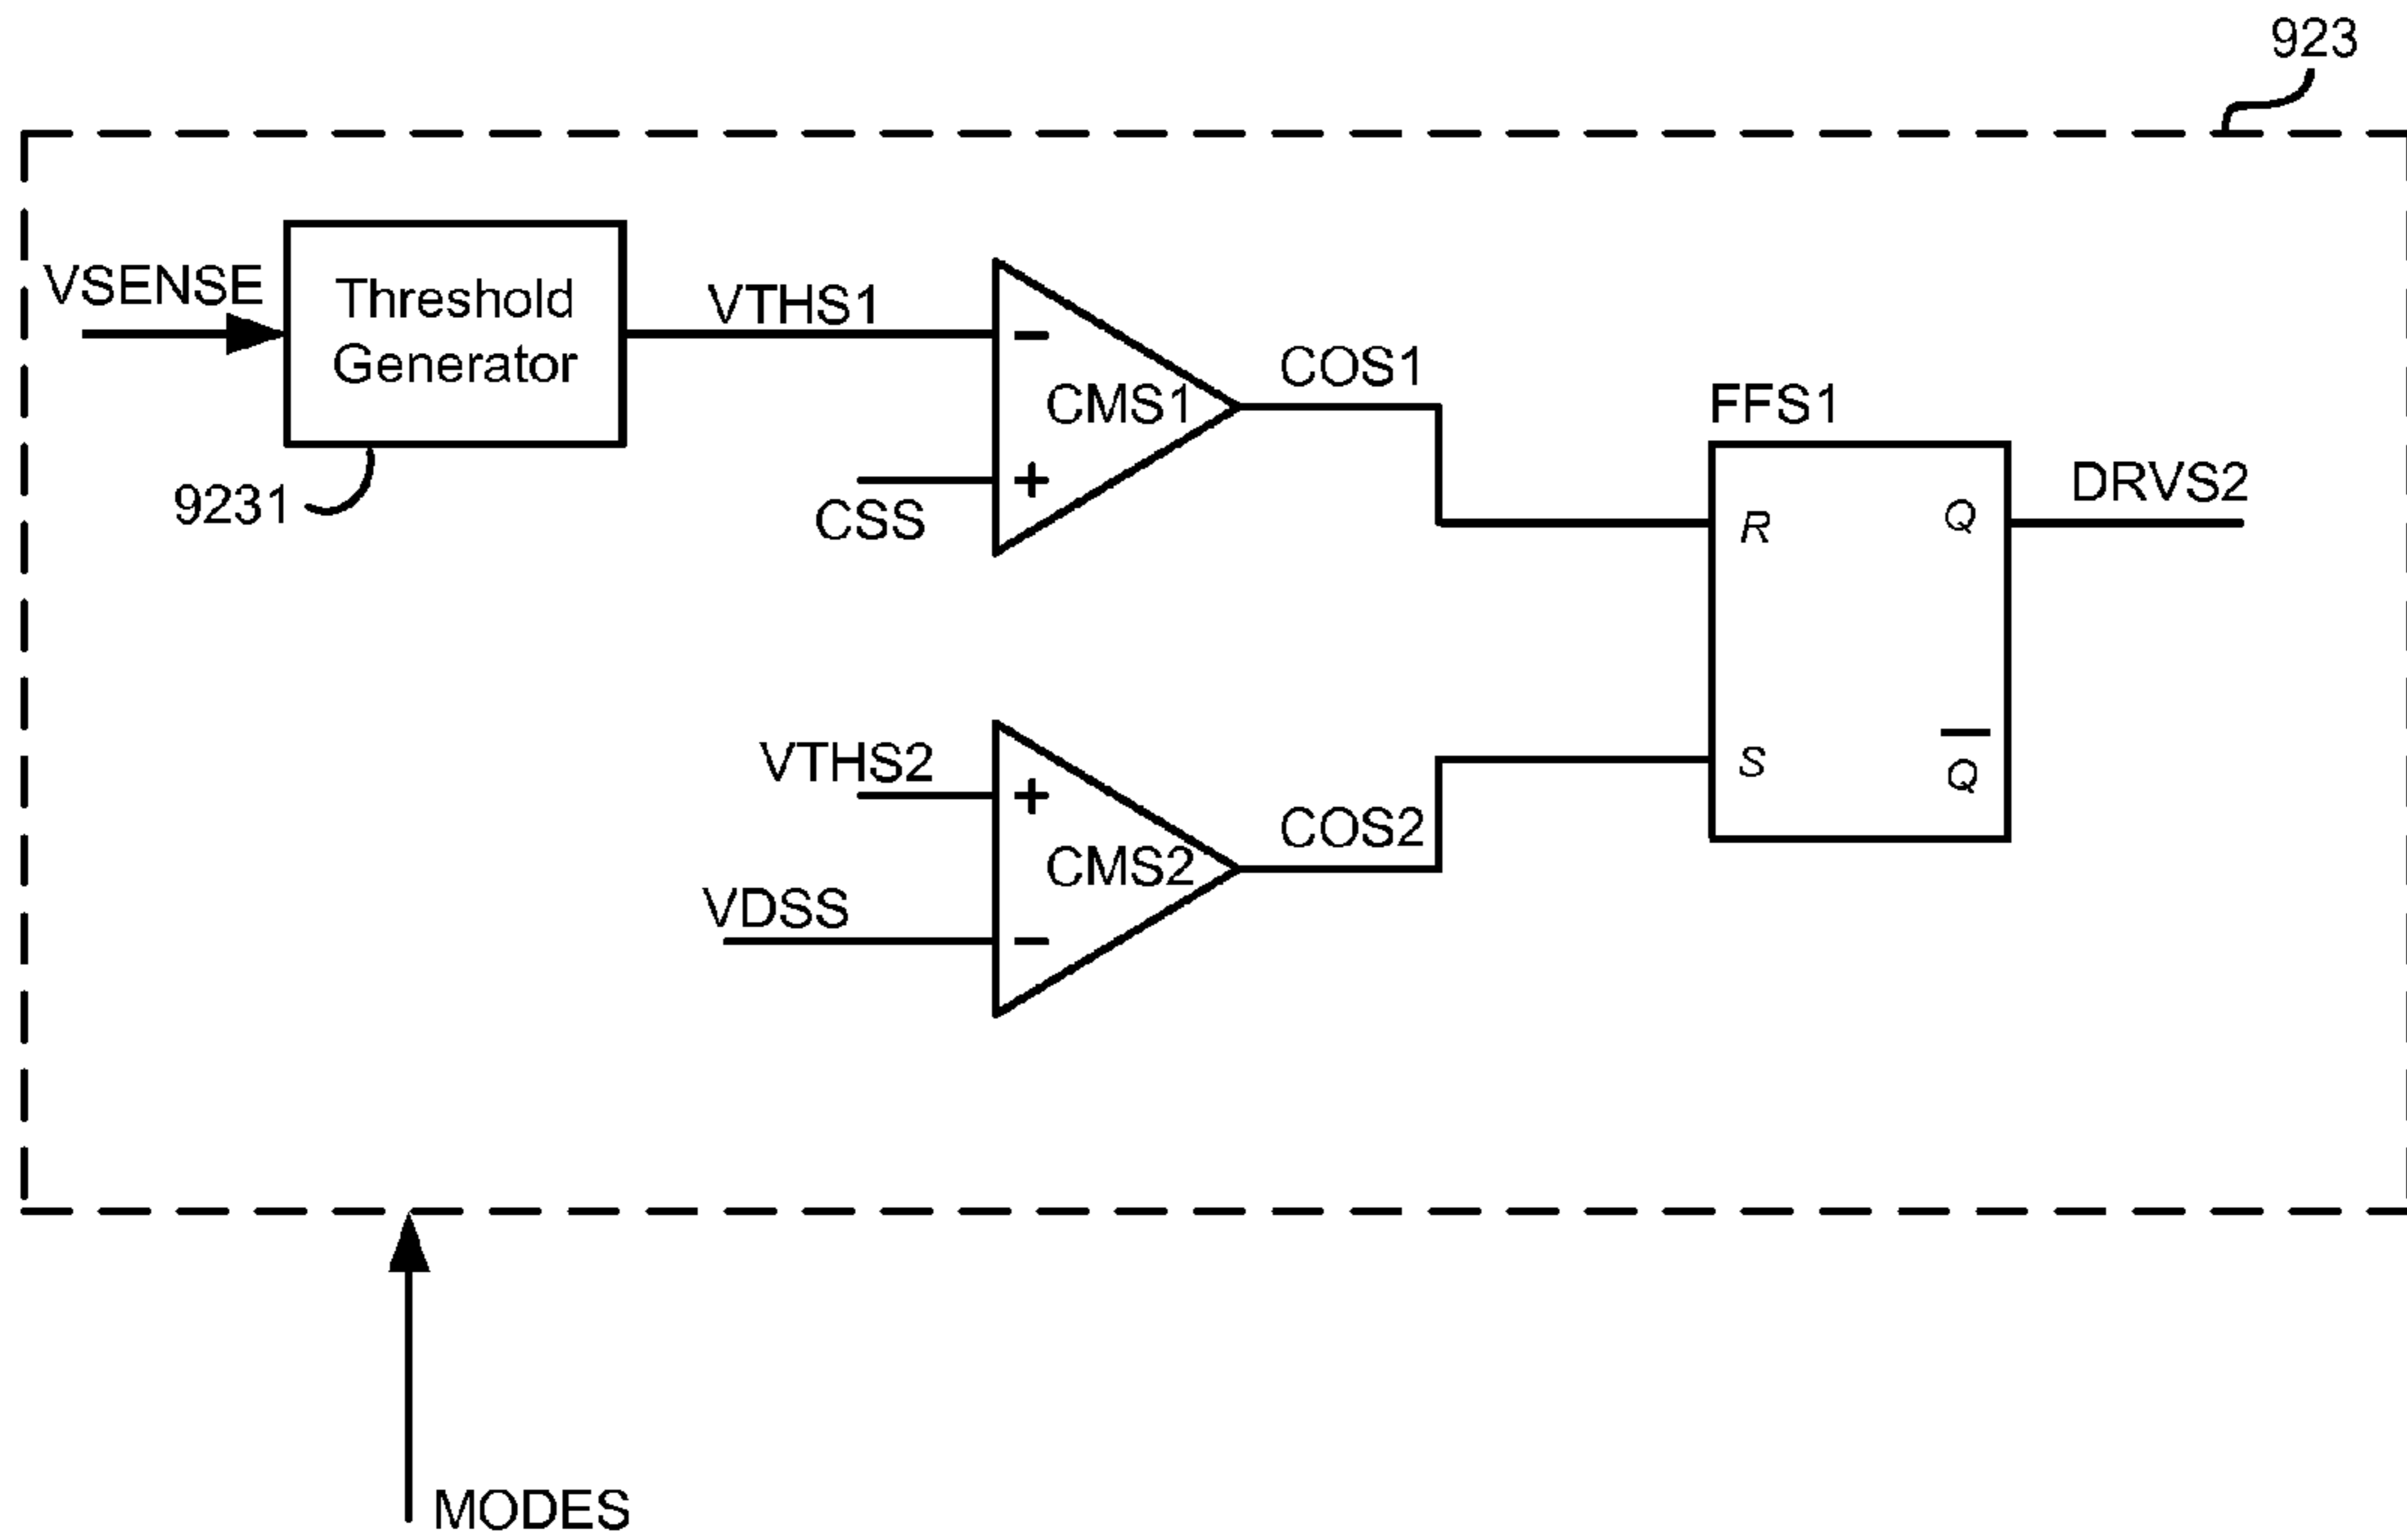 923
VSENSE
Threshold
Generator
9231
VTHS1
−
CMS1
+
CSS
COS1
FFS1
R
Q
DRVS2
VTHS2
+
CMS2
VDSS
−
COS2
S
Q̅
MODES